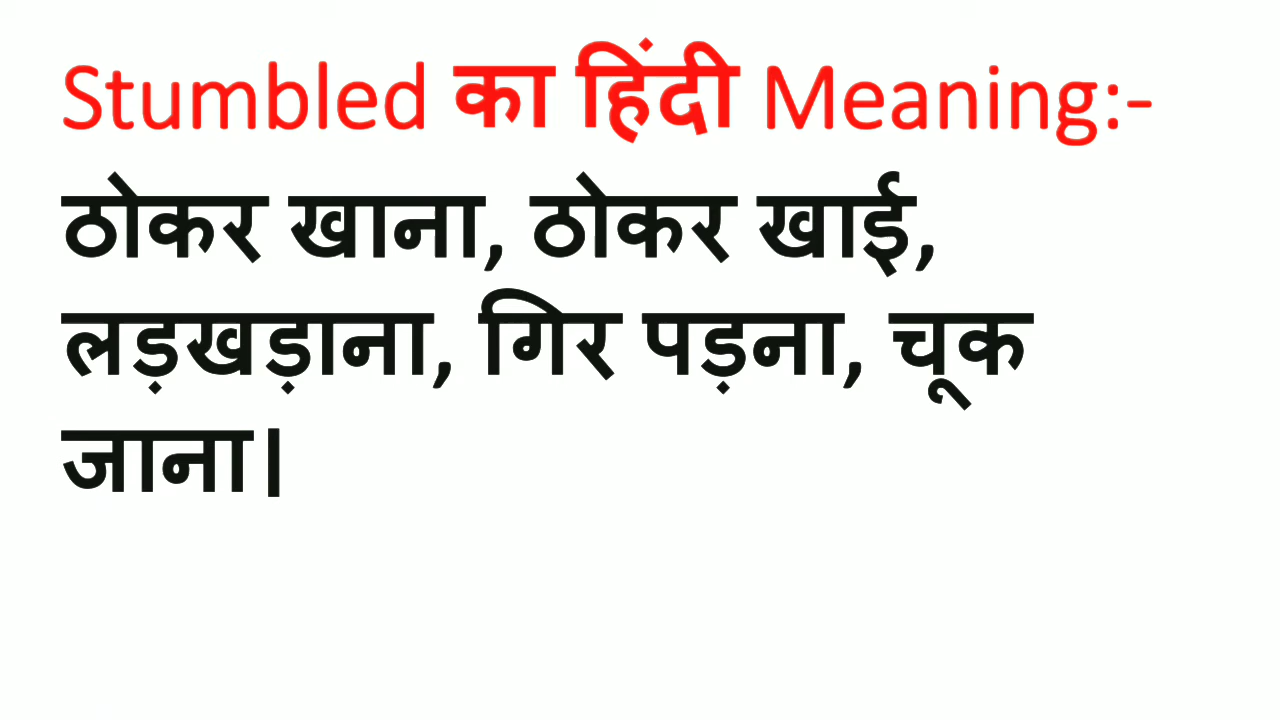 Stumbled का हिंदी Meaning:-
ठोकर खाना, ठोकर खाई,
लड़खड़ाना, गिर पड़ना, चूक
जाना।